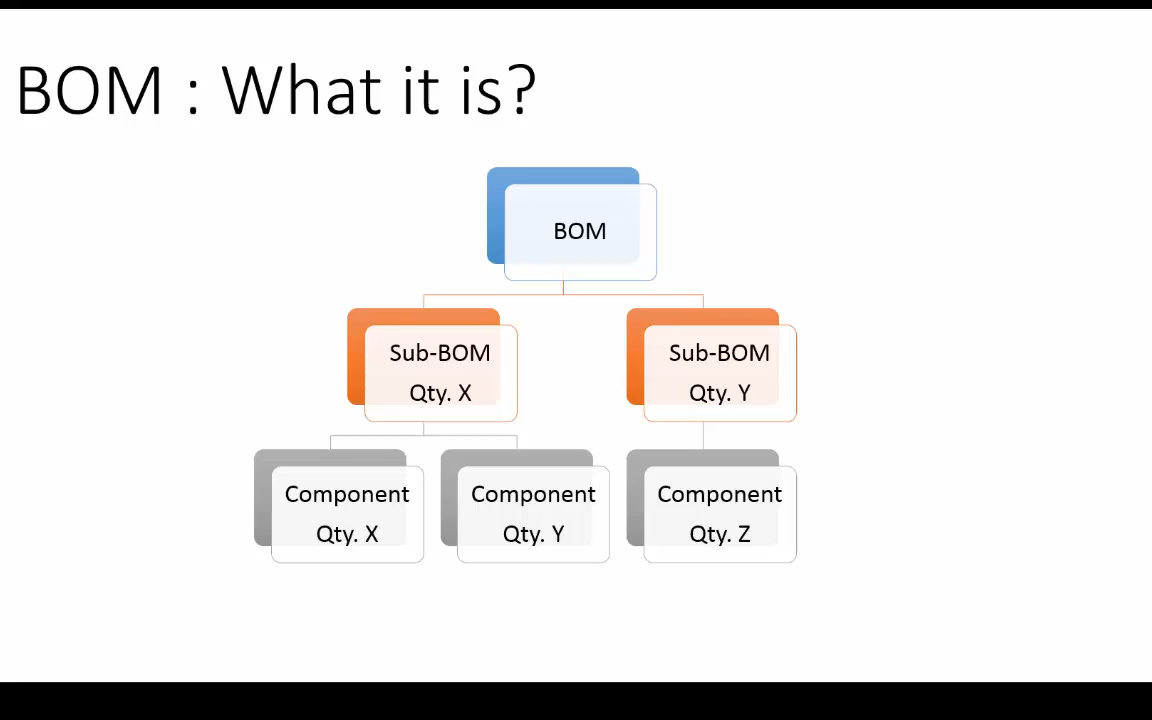 BOM : What it is?
BOM
Sub-BOM
Qty. X
Sub-BOM
Qty. Y
Component
Qty. X
Component
Qty. Y
Component
Qty. Z